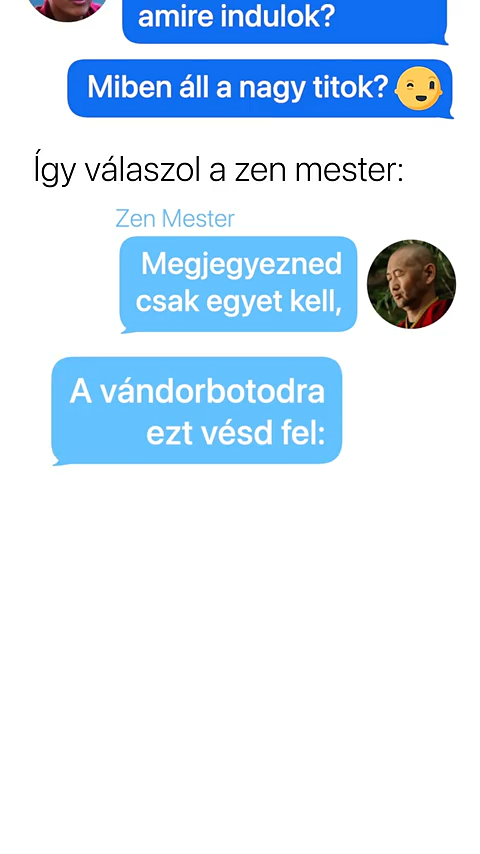 amire indulok?
Miben áll a nagy titok? 😉
Így válaszol a zen mester:
Zen Mester
Megjegyezned
csak egyet kell,
A vándorbotodra
ezt vésd fel: